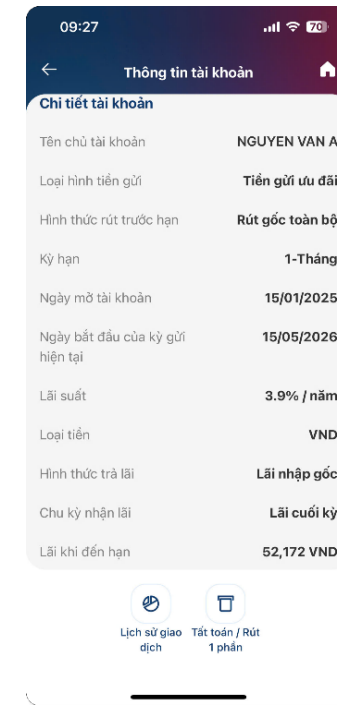 09:27
70
Thông tin tài khoản
Chi tiết tài khoản
Tên chủ tài khoản NGUYEN VAN A
Loại hình tiền gửi Tiền gửi ưu đãi
Hình thức rút trước hạn Rút gốc toàn bộ
Kỳ hạn 1-Tháng
Ngày mở tài khoản 15/01/2025
Ngày bắt đầu của kỳ gửi 15/05/2026
hiện tại
Lãi suất 3.9% / năm
Loại tiền VND
Hình thức trả lãi Lãi nhập gốc
Chu kỳ nhận lãi Lãi cuối kỳ
Lãi khi đến hạn 52,172 VND
Lịch sử giao Tất toán / Rút
dịch 1 phần